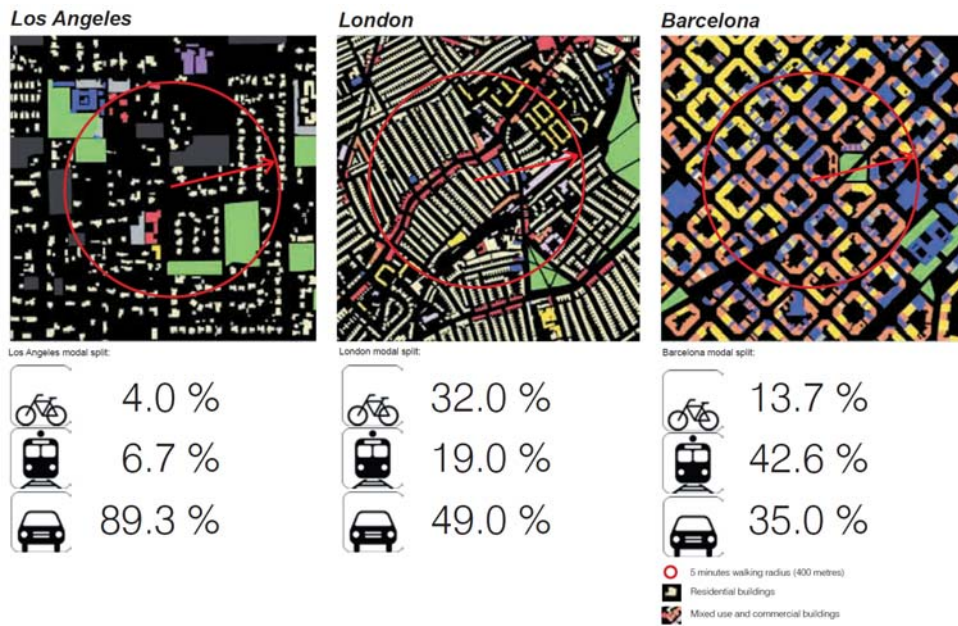 Los Angeles
London
Barcelona
Los Angeles modal split:
London modal split:
Barcelona modal split:
4.0 %
32.0 %
13.7 %
6.7 %
19.0 %
42.6 %
89.3 %
49.0 %
35.0 %
5 minutes walking radius (400 metres)
Residential buildings
Mixed use and commercial buildings